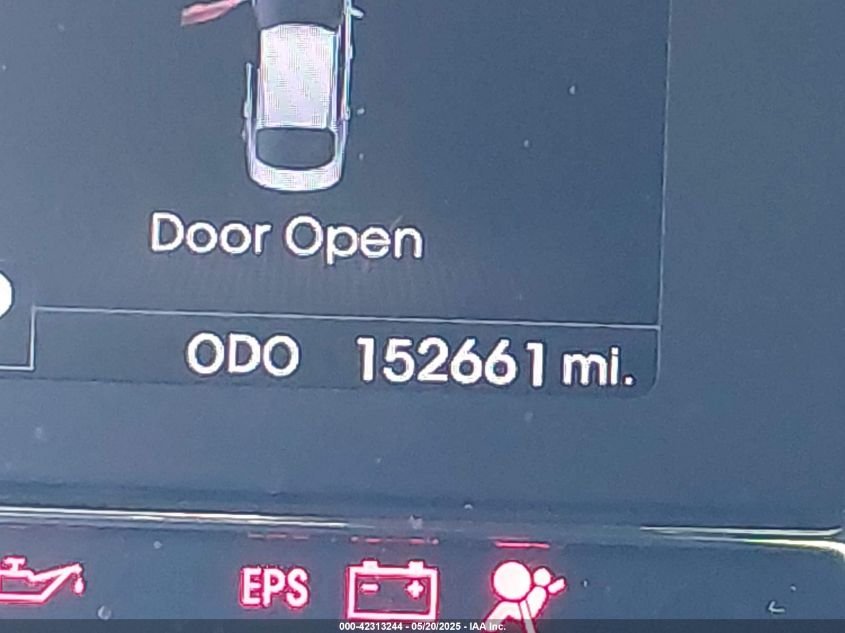 Door Open
ODO 152661 mi.
EPS
000-42313244 - 05/20/2025 - IAA Inc.